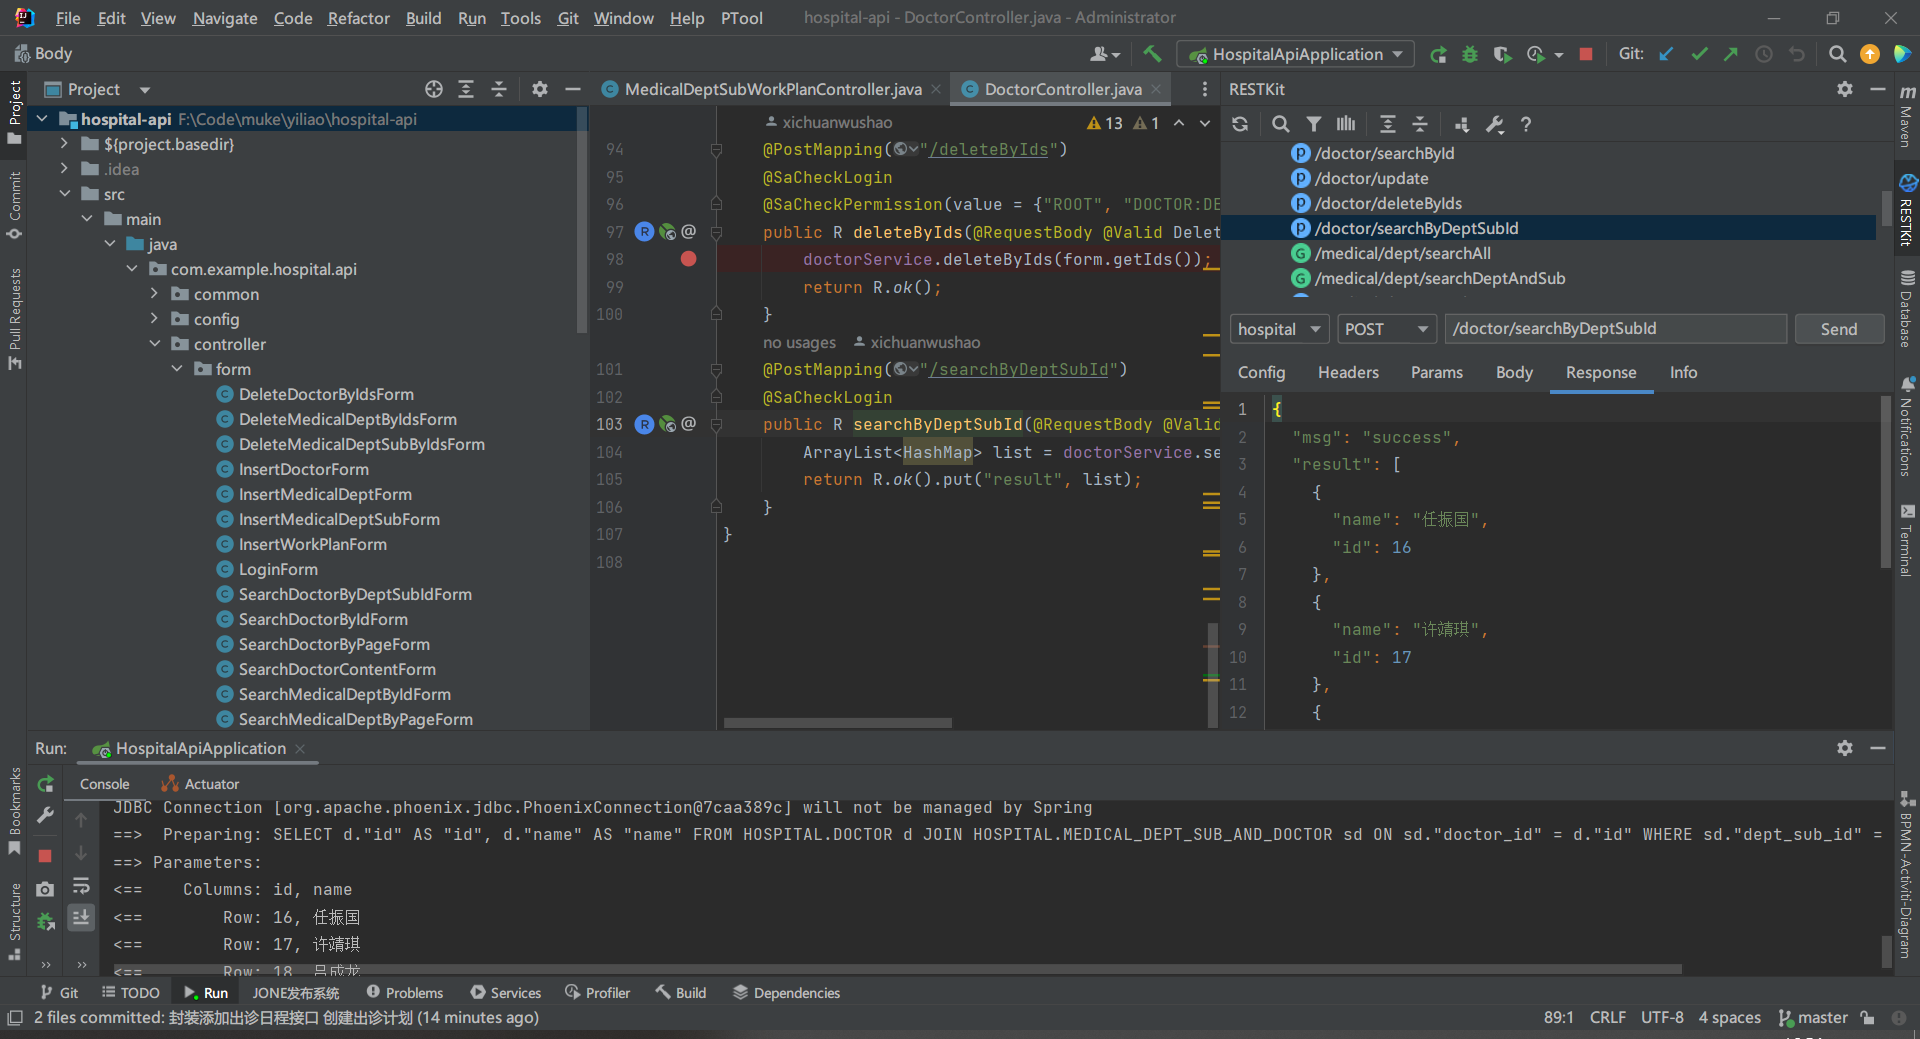 File Edit View Navigate Code Refactor Build Run Tools Git Window Help PTool hospital-api - DoctorController.java - Administrator
Body HospitalApiApplication Git:
Project
Commit
Pull Requests
Bookmarks
Structure
Project
hospital-api F:\Code\muke\yiliao\hospital-api
${project.basedir}
.idea
src
main
java
com.example.hospital.api
common
config
controller
form
DeleteDoctorByIdsForm
DeleteMedicalDeptByIdsForm
DeleteMedicalDeptSubByIdsForm
InsertDoctorForm
InsertMedicalDeptForm
InsertMedicalDeptSubForm
InsertWorkPlanForm
LoginForm
SearchDoctorByDeptSubIdForm
SearchDoctorByIdForm
SearchDoctorByPageForm
SearchDoctorContentForm
SearchMedicalDeptByIdForm
SearchMedicalDeptByPageForm
MedicalDeptSubWorkPlanController.java DoctorController.java
xichuanwushao 13 1
94 @PostMapping("/deleteByIds")
95 @SaCheckLogin
96 @SaCheckPermission(value = {"ROOT", "DOCTOR:DE
97 public R deleteByIds(@RequestBody @Valid Delet
98 doctorService.deleteByIds(form.getIds());
99 return R.ok();
100 }
no usages xichuanwushao
101 @PostMapping("/searchByDeptSubId")
102 @SaCheckLogin
103 public R searchByDeptSubId(@RequestBody @Valid
104 ArrayList<HashMap> list = doctorService.se
105 return R.ok().put("result", list);
106 }
107 }
108
RESTKit
/doctor/searchById
/doctor/update
/doctor/deleteByIds
/doctor/searchByDeptSubId
/medical/dept/searchAll
/medical/dept/searchDeptAndSub
hospital POST /doctor/searchByDeptSubId Send
Config Headers Params Body Response Info
1 {
2 "msg": "success",
3 "result": [
4 {
5 "name": "任振国",
6 "id": 16
7 },
8 {
9 "name": "许靖琪",
10 "id": 17
11 },
12 {
Maven
RESTKit
Database
Notifications
Terminal
BPMN-Activiti-Diagram
Run: HospitalApiApplication
Console Actuator
JDBC Connection [org.apache.phoenix.jdbc.PhoenixConnection@7caa389c] will not be managed by Spring
==> Preparing: SELECT d."id" AS "id", d."name" AS "name" FROM HOSPITAL.DOCTOR d JOIN HOSPITAL.MEDICAL_DEPT_SUB_AND_DOCTOR sd ON sd."doctor_id" = d."id" WHERE sd."dept_sub_id" =
==> Parameters:
<== Columns: id, name
<== Row: 16, 任振国
<== Row: 17, 许靖琪
<== Row: 18, 吕成龙
Git TODO Run JONE发布系统 Problems Services Profiler Build Dependencies
2 files committed: 封装添加出诊日程接口 创建出诊计划 (14 minutes ago) 89:1 CRLF UTF-8 4 spaces master